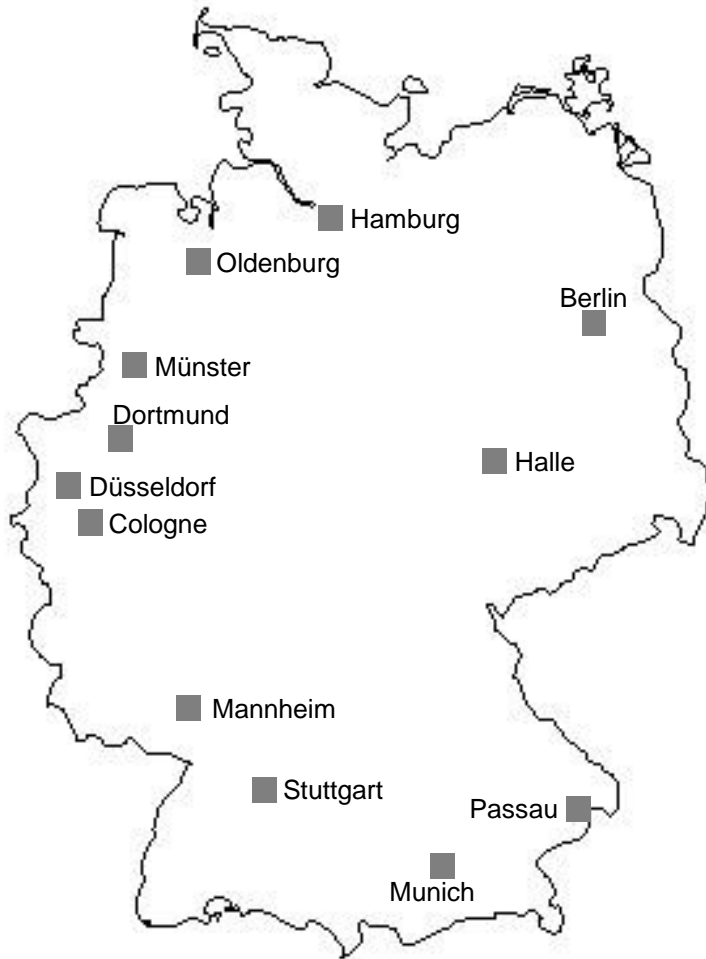 Hamburg
Oldenburg
Berlin
Münster
Dortmund
Halle
Düsseldorf
Cologne
Mannheim
Stuttgart
Passau
Munich